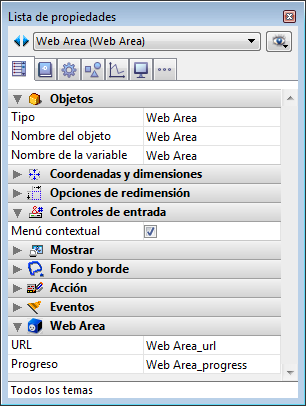 Lista de propiedades
Web Area (Web Area)
Objetos
Tipo Web Area
Nombre del objeto Web Area
Nombre de la variable Web Area
Coordenadas y dimensiones
Opciones de redimensión
Controles de entrada
Menú contextual
Mostrar
Fondo y borde
Acción
Eventos
Web Area
URL Web Area_url
Progreso Web Area_progress
Todos los temas